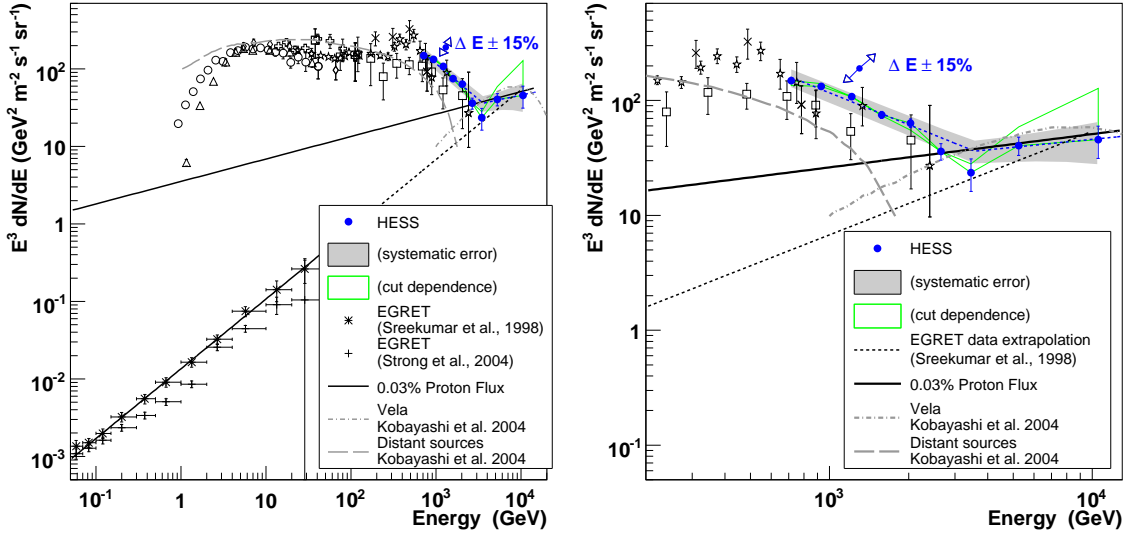 E³ dN/dE (GeV² m⁻² s⁻¹ sr⁻¹)
10²
10
1
10⁻¹
10⁻²
10⁻³
Δ E ± 15%
HESS
(systematic error)
(cut dependence)
EGRET
(Sreekumar et al., 1998)
EGRET
(Strong et al. 2004)
0.03% Proton Flux
Vela
Kobayashi et al. 2004
Distant sources
Kobayashi et al. 2004
10⁻¹ 1 10 10² 10³ 10⁴
Energy (GeV)
E³ dN/dE (GeV² m⁻² s⁻¹ sr⁻¹)
10²
10
1
10⁻¹
Δ E ± 15%
HESS
(systematic error)
(cut dependence)
EGRET data extrapolation
(Sreekumar et al., 1998)
0.03% Proton Flux
Vela
Kobayashi et al. 2004
Distant sources
Kobayashi et al. 2004
10³ 10⁴
Energy (GeV)